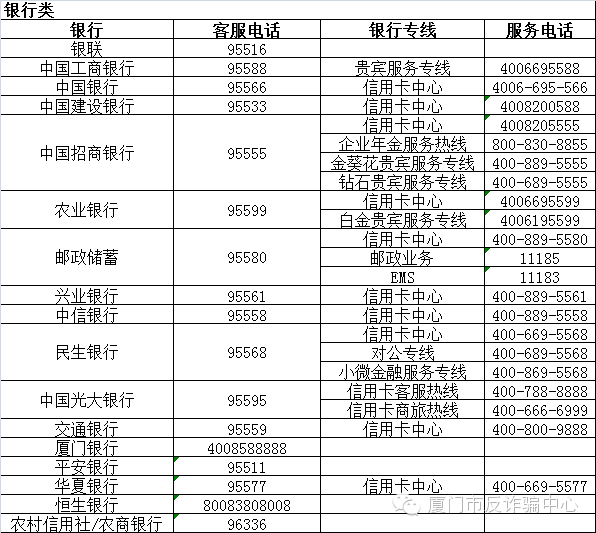 银行类
银行 客服电话 银行专线 服务电话
银联 95516
中国工商银行 95588 贵宾服务专线 4006695588
中国银行 95566 信用卡中心 4006-695-566
中国建设银行 95533 信用卡中心 4008200588
中国招商银行 95555 信用卡中心 4008205555
企业年金服务热线 800-830-8855
金葵花贵宾服务专线 400-889-5555
钻石贵宾服务专线 400-689-5555
农业银行 95599 信用卡中心 4006695599
白金贵宾服务专线 4006195599
邮政储蓄 95580 信用卡中心 400-889-5580
邮政业务 11185
EMS 11183
兴业银行 95561 信用卡中心 400-889-5561
中信银行 95558 信用卡中心 400-889-5558
民生银行 95568 信用卡中心 400-669-5568
对公专线 400-689-5568
小微金融服务专线 400-869-5568
中国光大银行 95595 信用卡客服热线 400-788-8888
信用卡商旅热线 400-666-6999
交通银行 95559 信用卡中心 400-800-9888
厦门银行 4008588888
平安银行 95511
华夏银行 95577 信用卡中心 400-669-5577
恒生银行 80083808008
农村信用社/农商银行 96336
厦门市反诈骗中心